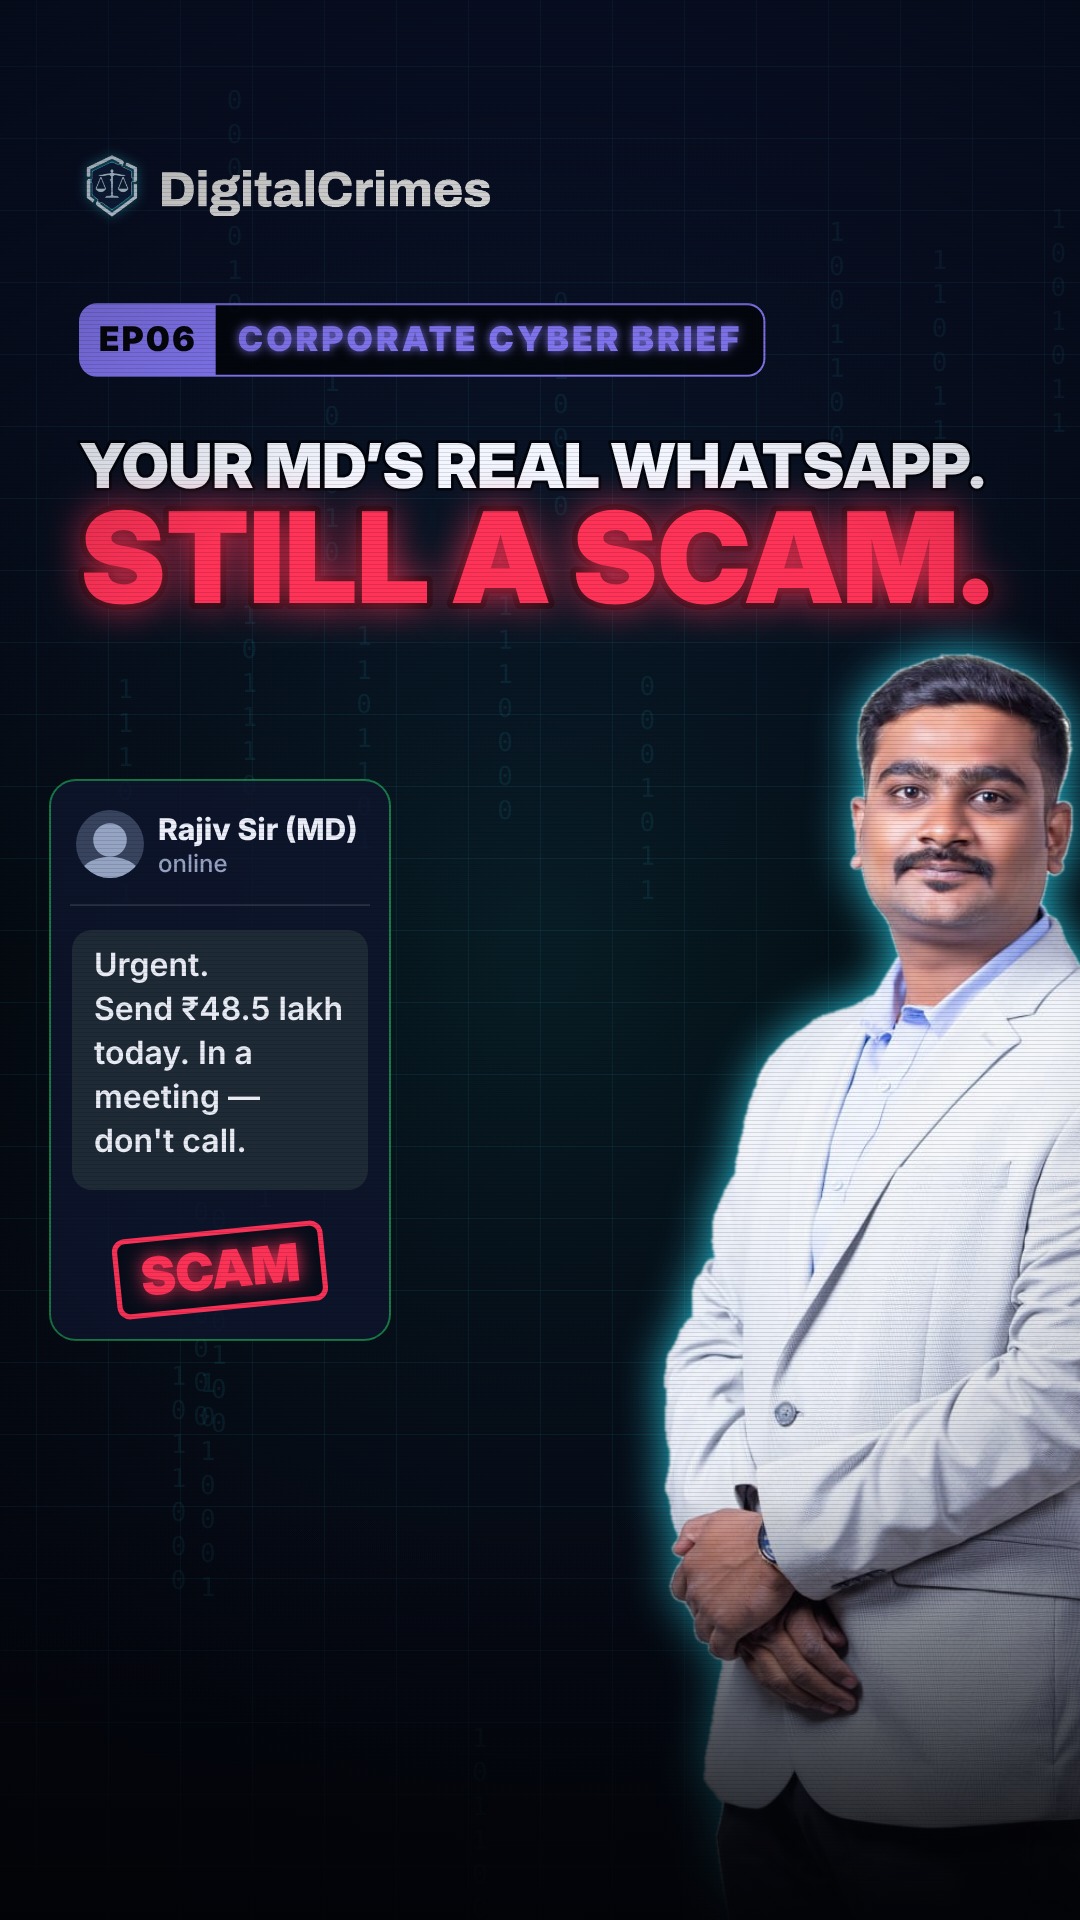 DigitalCrimes
EP06 CORPORATE CYBER BRIEF
YOUR MD'S REAL WHATSAPP.
STILL A SCAM.
Rajiv Sir (MD)
online
Urgent.
Send ₹48.5 lakh
today. In a
meeting —
don't call.
SCAM